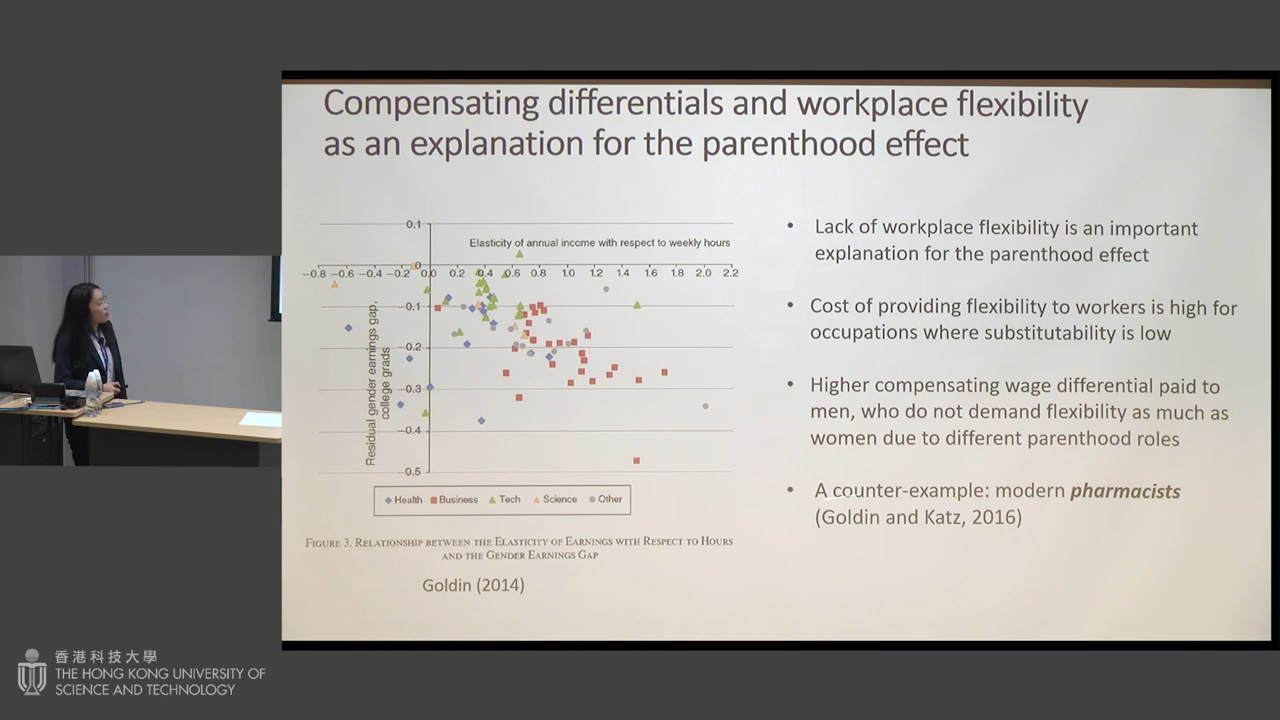 Compensating differentials and workplace flexibility
as an explanation for the parenthood effect
0.1
Elasticity of annual income with respect to weekly hours
0
−0.8 −0.6 −0.4 −0.2 0.0 0.2 0.4 0.6 0.8 1.0 1.2 1.4 1.6 1.8 2.0 2.2
−0.1
−0.2
−0.3
−0.4
−0.5
Residual gender earnings gap,
college grads
Health Business Tech Science Other
FIGURE 3. RELATIONSHIP BETWEEN THE ELASTICITY OF EARNINGS WITH RESPECT TO HOURS
AND THE GENDER EARNINGS GAP
Goldin (2014)
• Lack of workplace flexibility is an important
explanation for the parenthood effect
• Cost of providing flexibility to workers is high for
occupations where substitutability is low
• Higher compensating wage differential paid to
men, who do not demand flexibility as much as
women due to different parenthood roles
• A counter-example: modern pharmacists
(Goldin and Katz, 2016)
香港科技大學
THE HONG KONG UNIVERSITY OF
SCIENCE AND TECHNOLOGY